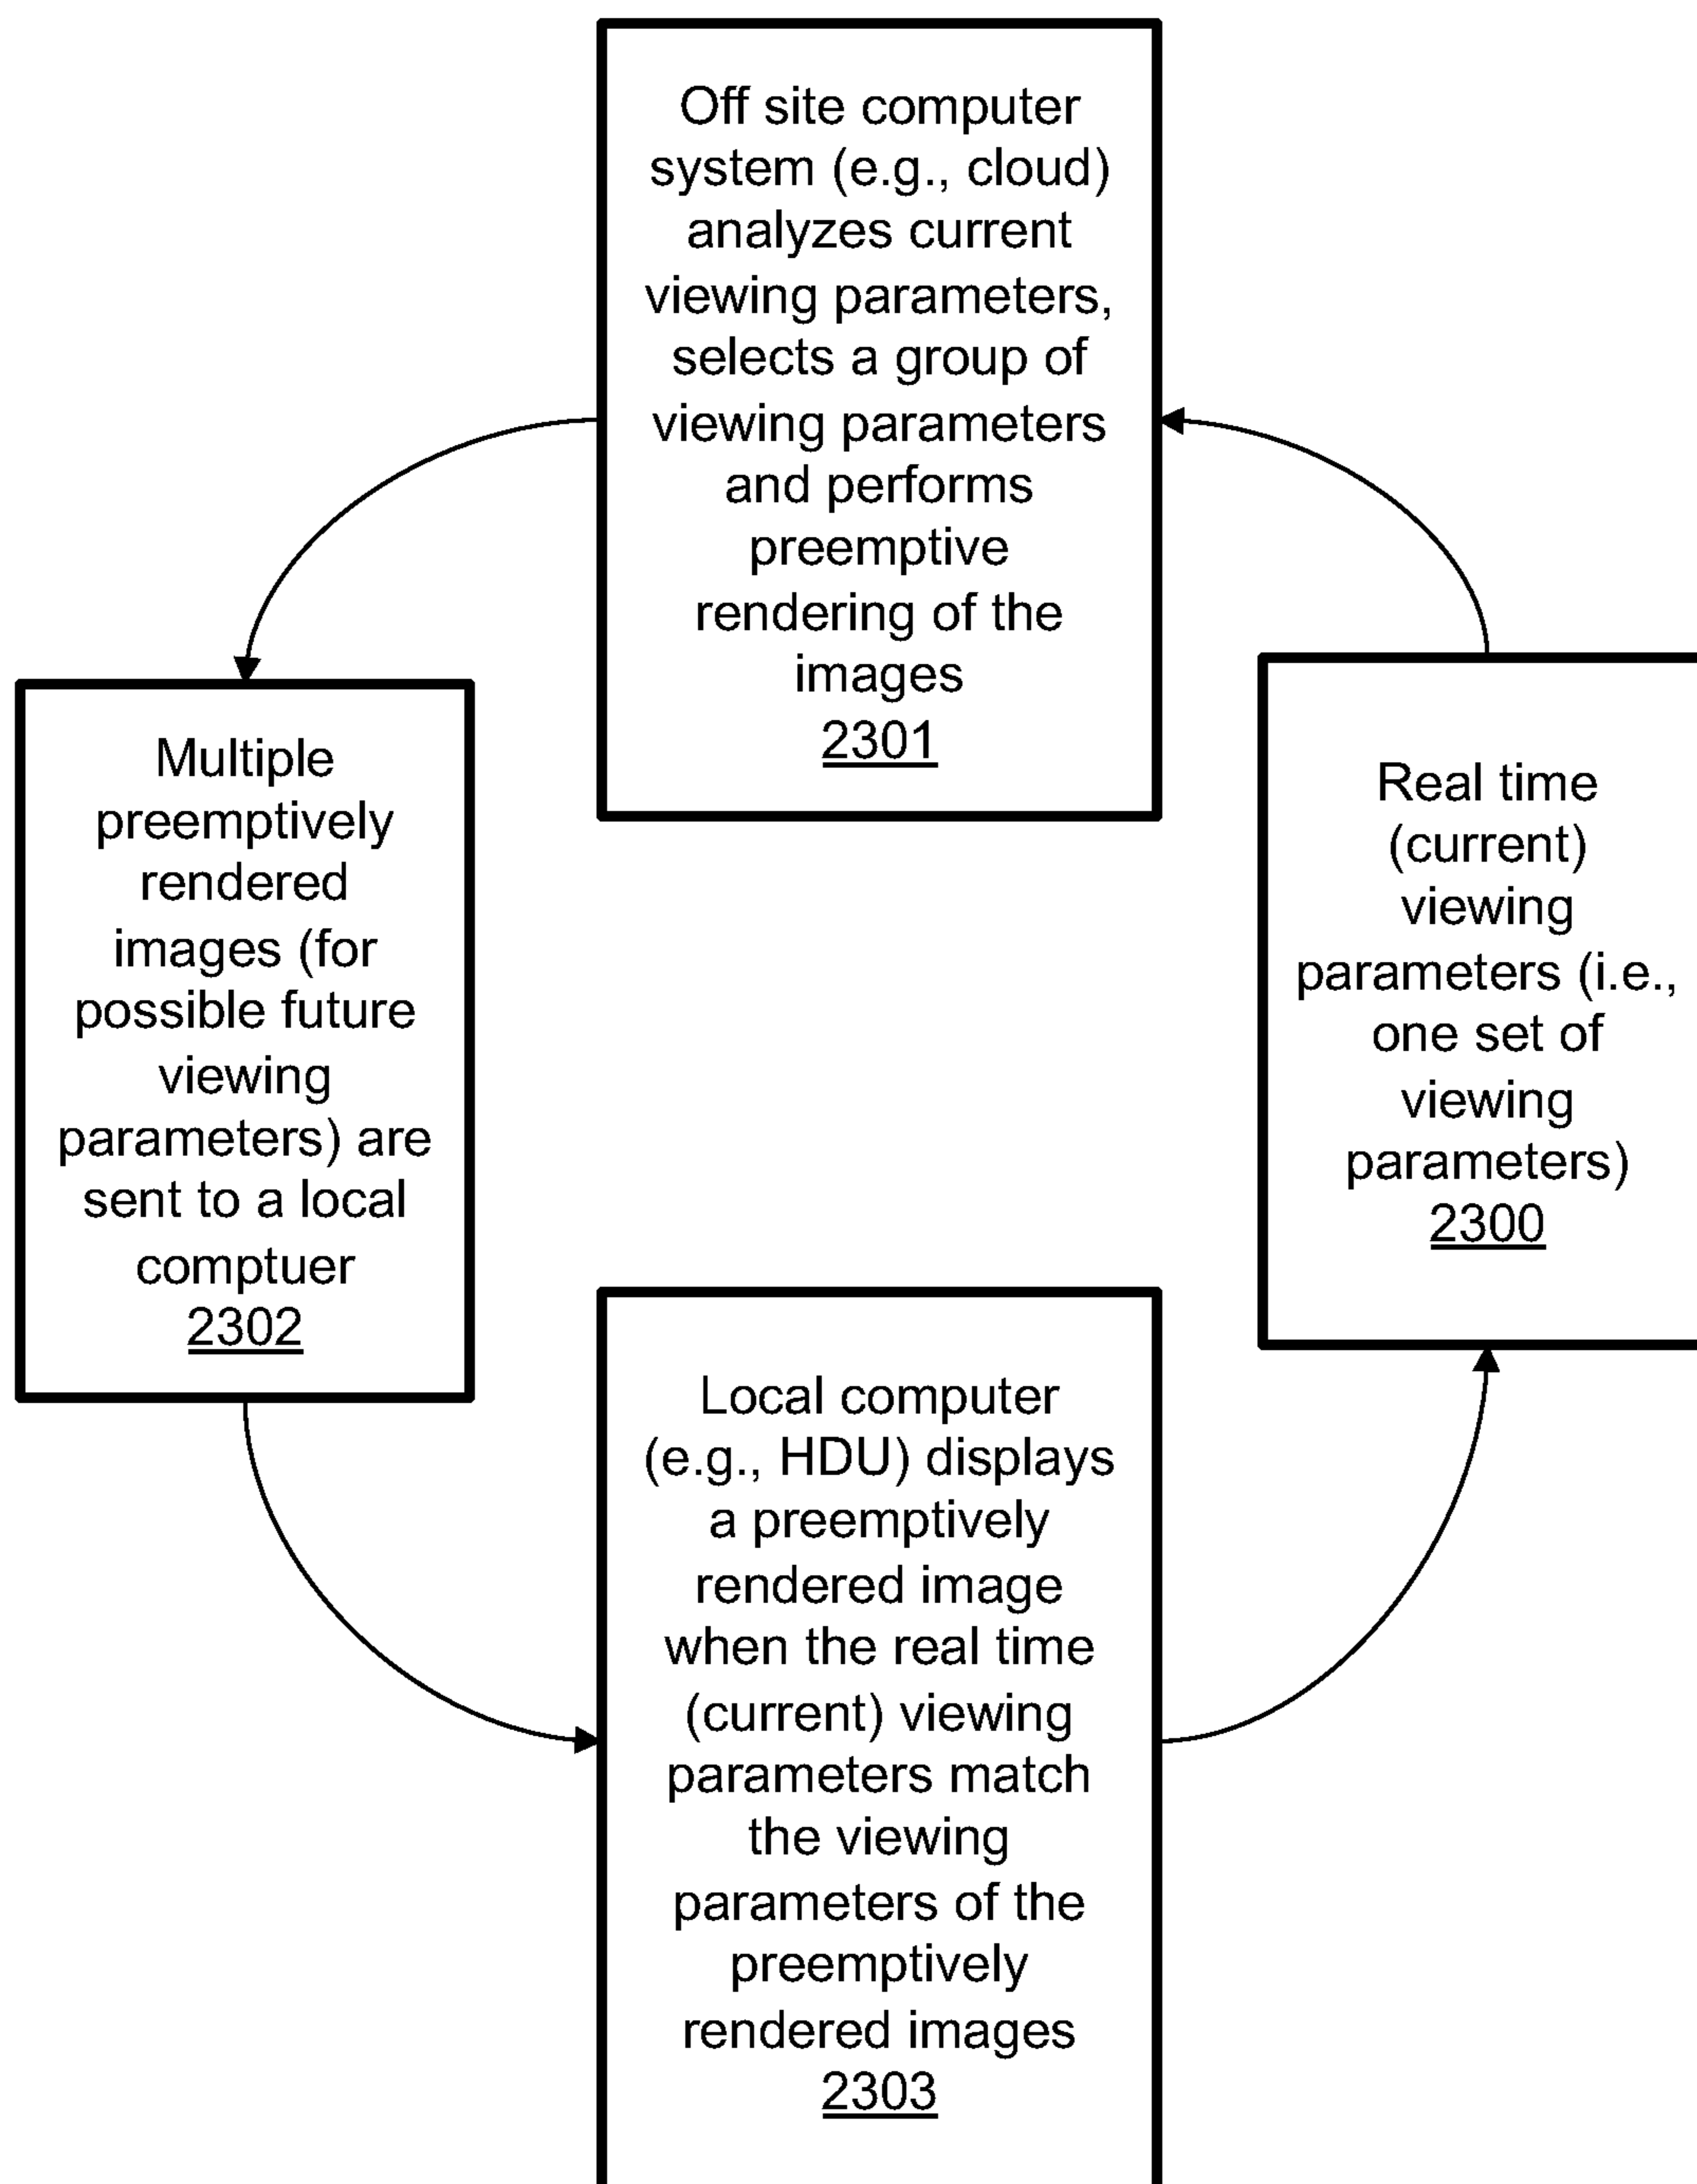 Off site computer
system (e.g., cloud)
analyzes current
viewing parameters,
selects a group of
viewing parameters
and performs
preemptive
rendering of the
images
2301
Multiple
preemptively
rendered
images (for
possible future
viewing
parameters) are
sent to a local
comptuer
2302
Real time
(current)
viewing
parameters (i.e.,
one set of
viewing
parameters)
2300
Local computer
(e.g., HDU) displays
a preemptively
rendered image
when the real time
(current) viewing
parameters match
the viewing
parameters of the
preemptively
rendered images
2303